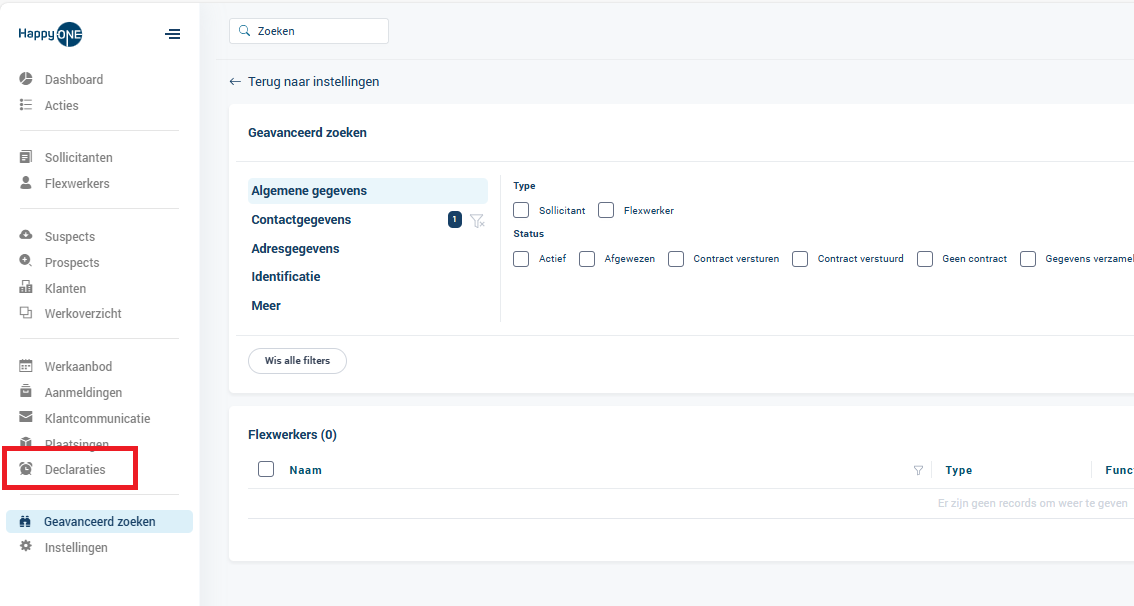 Happy ONE
Zoeken
Dashboard
Acties
Sollicitanten
Flexwerkers
Suspects
Prospects
Klanten
Werkoverzicht
Werkaanbod
Aanmeldingen
Klantcommunicatie
Plaatsingen
Declaraties
Geavanceerd zoeken
Instellingen
Terug naar instellingen
Geavanceerd zoeken
Algemene gegevens
Contactgegevens 1
Adresgegevens
Identificatie
Meer
Type
Sollicitant Flexwerker
Status
Actief Afgewezen Contract versturen Contract verstuurd Geen contract Gegevens verzamel
Wis alle filters
Flexwerkers (0)
Naam Type Func
Er zijn geen records om weer te geven